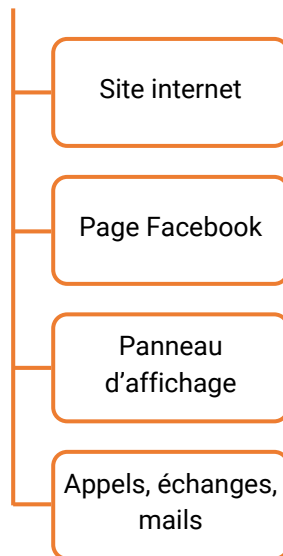 Site internet
Page Facebook
Panneau
d’affichage
Appels, échanges,
mails